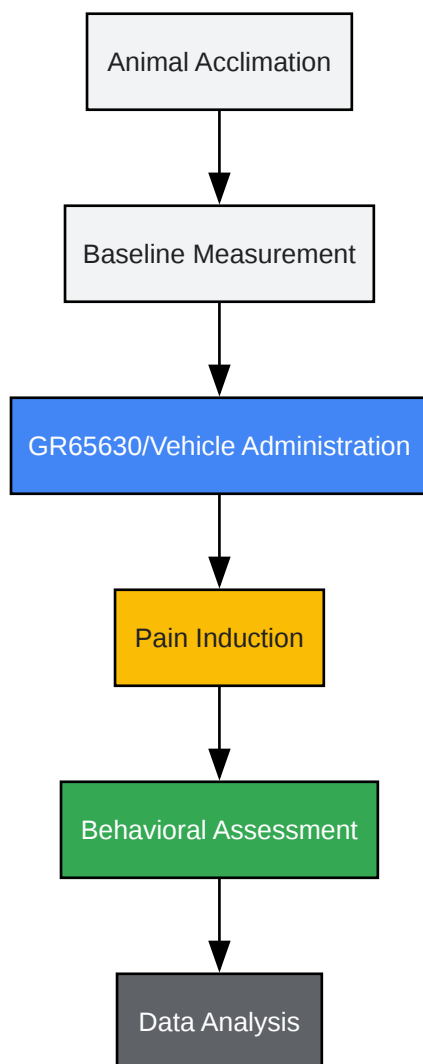 Animal Acclimation
Baseline Measurement
GR65630/Vehicle Administration
Pain Induction
Behavioral Assessment
Data Analysis